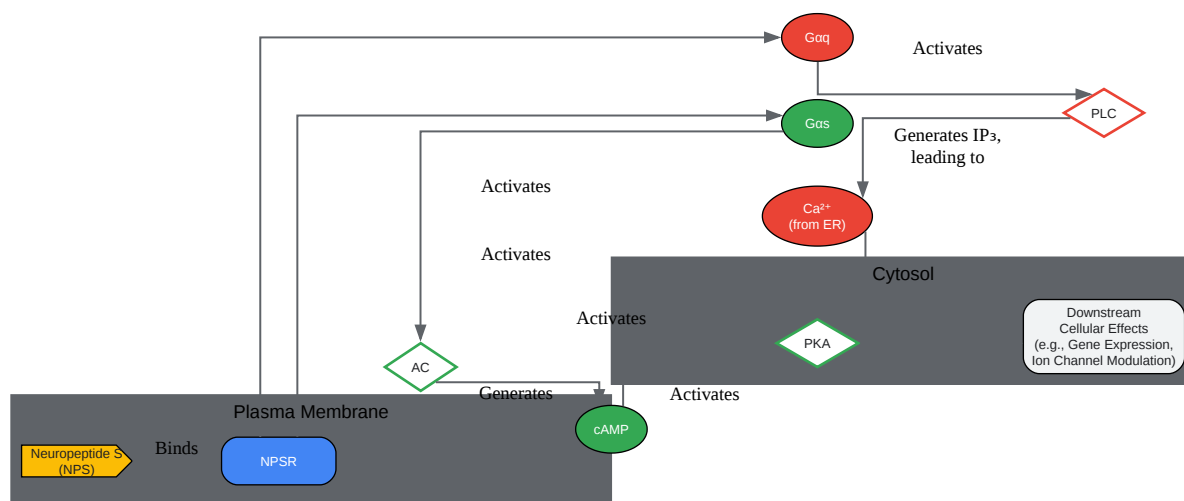 Gαq
Activates
PLC
Gαs
Generates IP₃,
leading to
Activates
Ca²⁺
(from ER)
Activates
Cytosol
Downstream
Cellular Effects
(e.g., Gene Expression,
Ion Channel Modulation)
Activates
PKA
AC
Generates
Activates
Plasma Membrane
cAMP
Neuropeptide S
(NPS)
Binds
NPSR